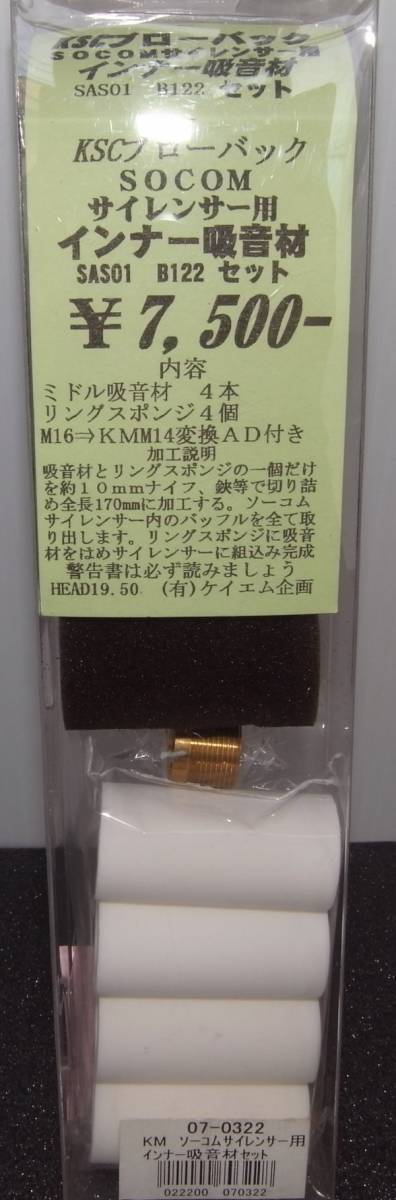 KSCブローバック
SOCOMサイレンサー用
インナー吸音材
SAS01 B122 セット
KSCブローバック
SOCOM
サイレンサー用
インナー吸音材
SAS01 B122 セット
¥7,500-
内容
ミドル吸音材 4本
リングスポンジ4個
M16⇒KMM14変換AD付き
加工説明
吸音材とリングスポンジの一個だけ
を約10mmナイフ、鋏等で切り詰
め全長170mmに加工する。ソーコム
サイレンサー内のバッフルを全て取
り出します。リングスポンジに吸音
材をはめサイレンサーに組込み完成
警告書は必ず読みましょう
HEAD19.50 (有)ケイエム企画
07-0322
KM ソーコムサイレンサー用
インナー吸音材セット
022200 070322